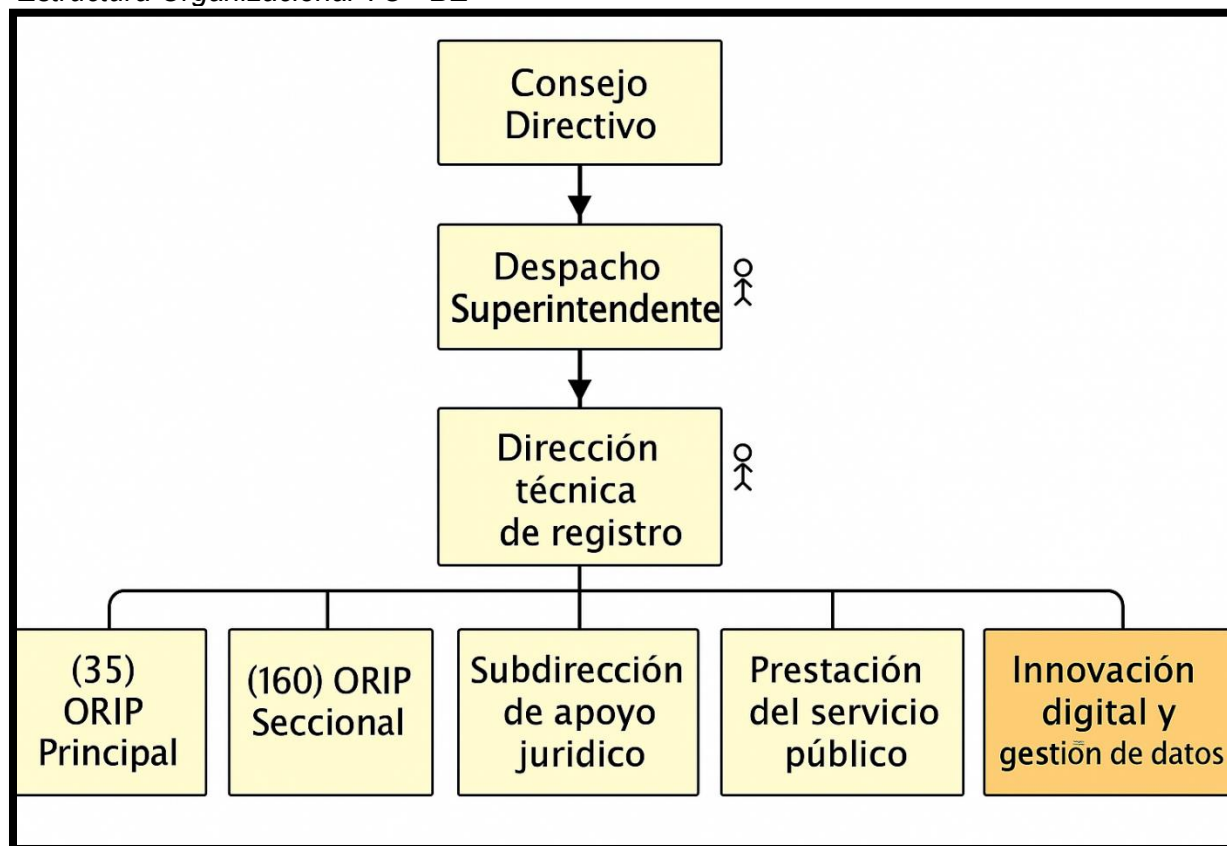 Consejo
Directivo
Despacho
Superintendente
Dirección
técnica
de registro
(35)
ORIP
Principal
(160) ORIP
Seccional
Subdirección
de apoyo
juridico
Prestación
del servicio
público
Innovación
digital y
gestiön de datos